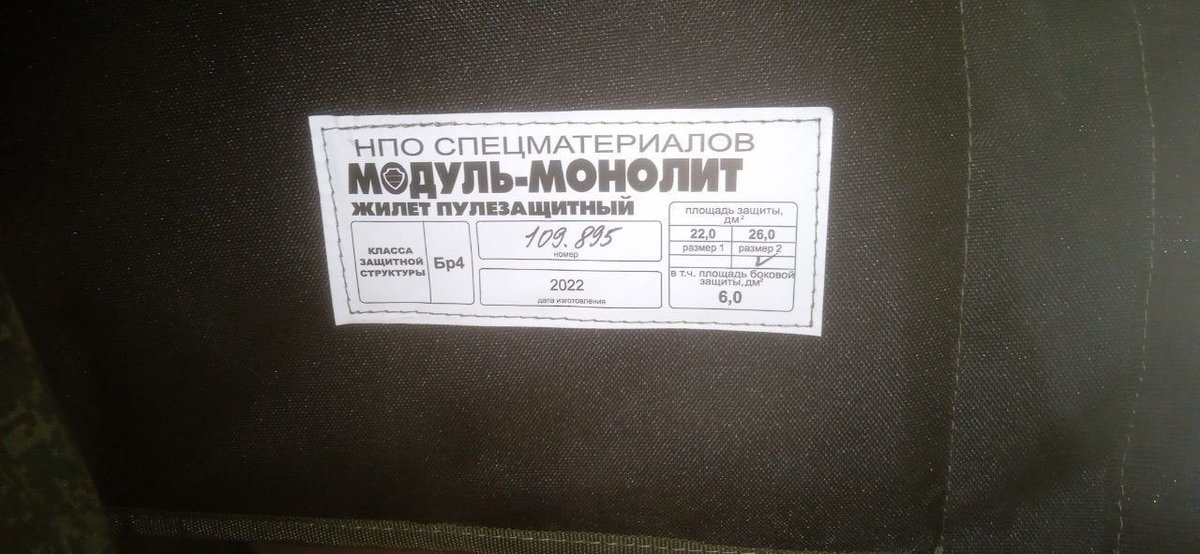 НПО СПЕЦМАТЕРИАЛОВ
МОДУЛЬ-МОНОЛИТ
ЖИЛЕТ ПУЛЕЗАЩИТНЫЙ
КЛАССА
ЗАЩИТНОЙ
СТРУКТУРЫ
Бр4
109.895
номер
2022
дата изготовления
площадь защиты,
дм²
22,0 26,0
размер 1 размер 2
в т.ч. площадь боковой
защиты, дм²
6,0